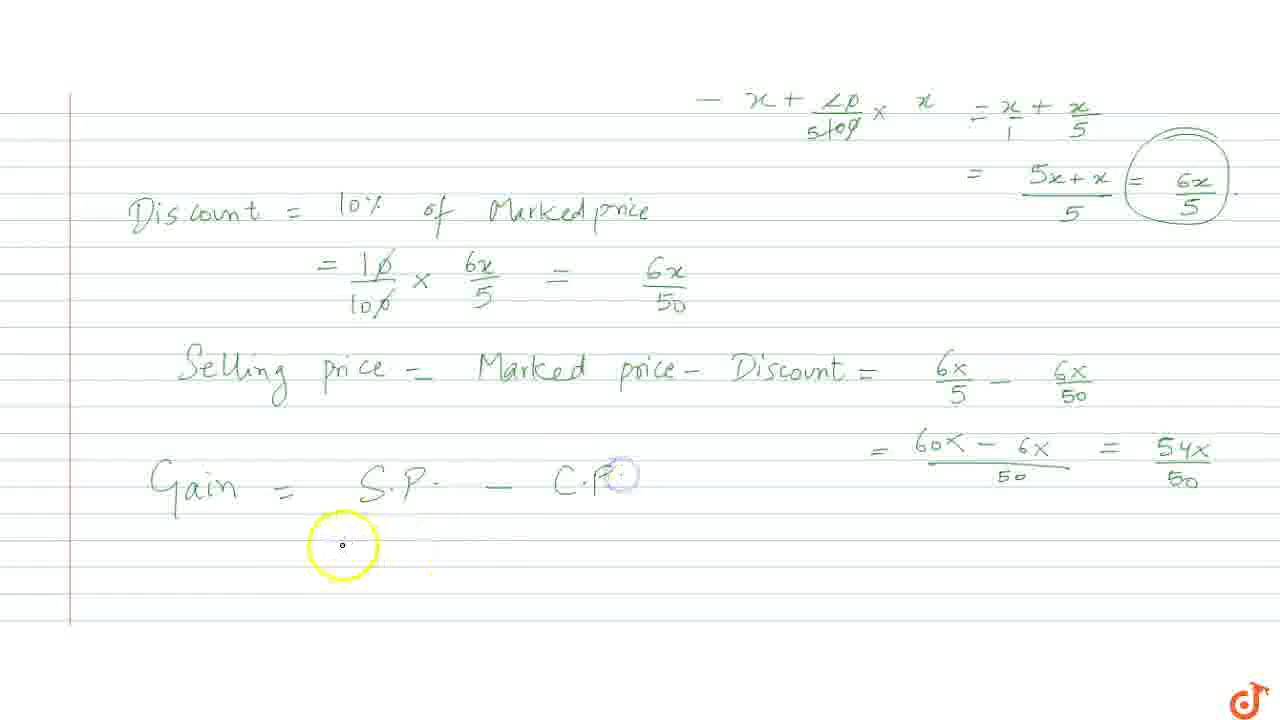 - x + 20/100 5 × x = x/1 + x/5
= 5x + x/5 = 6x/5
Discount = 10% of Marked price
= 10/100 × 6x/5 = 6x/50
Selling price = Marked price - Discount = 6x/5 - 6x/50
= 60x - 6x/50 = 54x/50
Gain = S.P. - C.P.